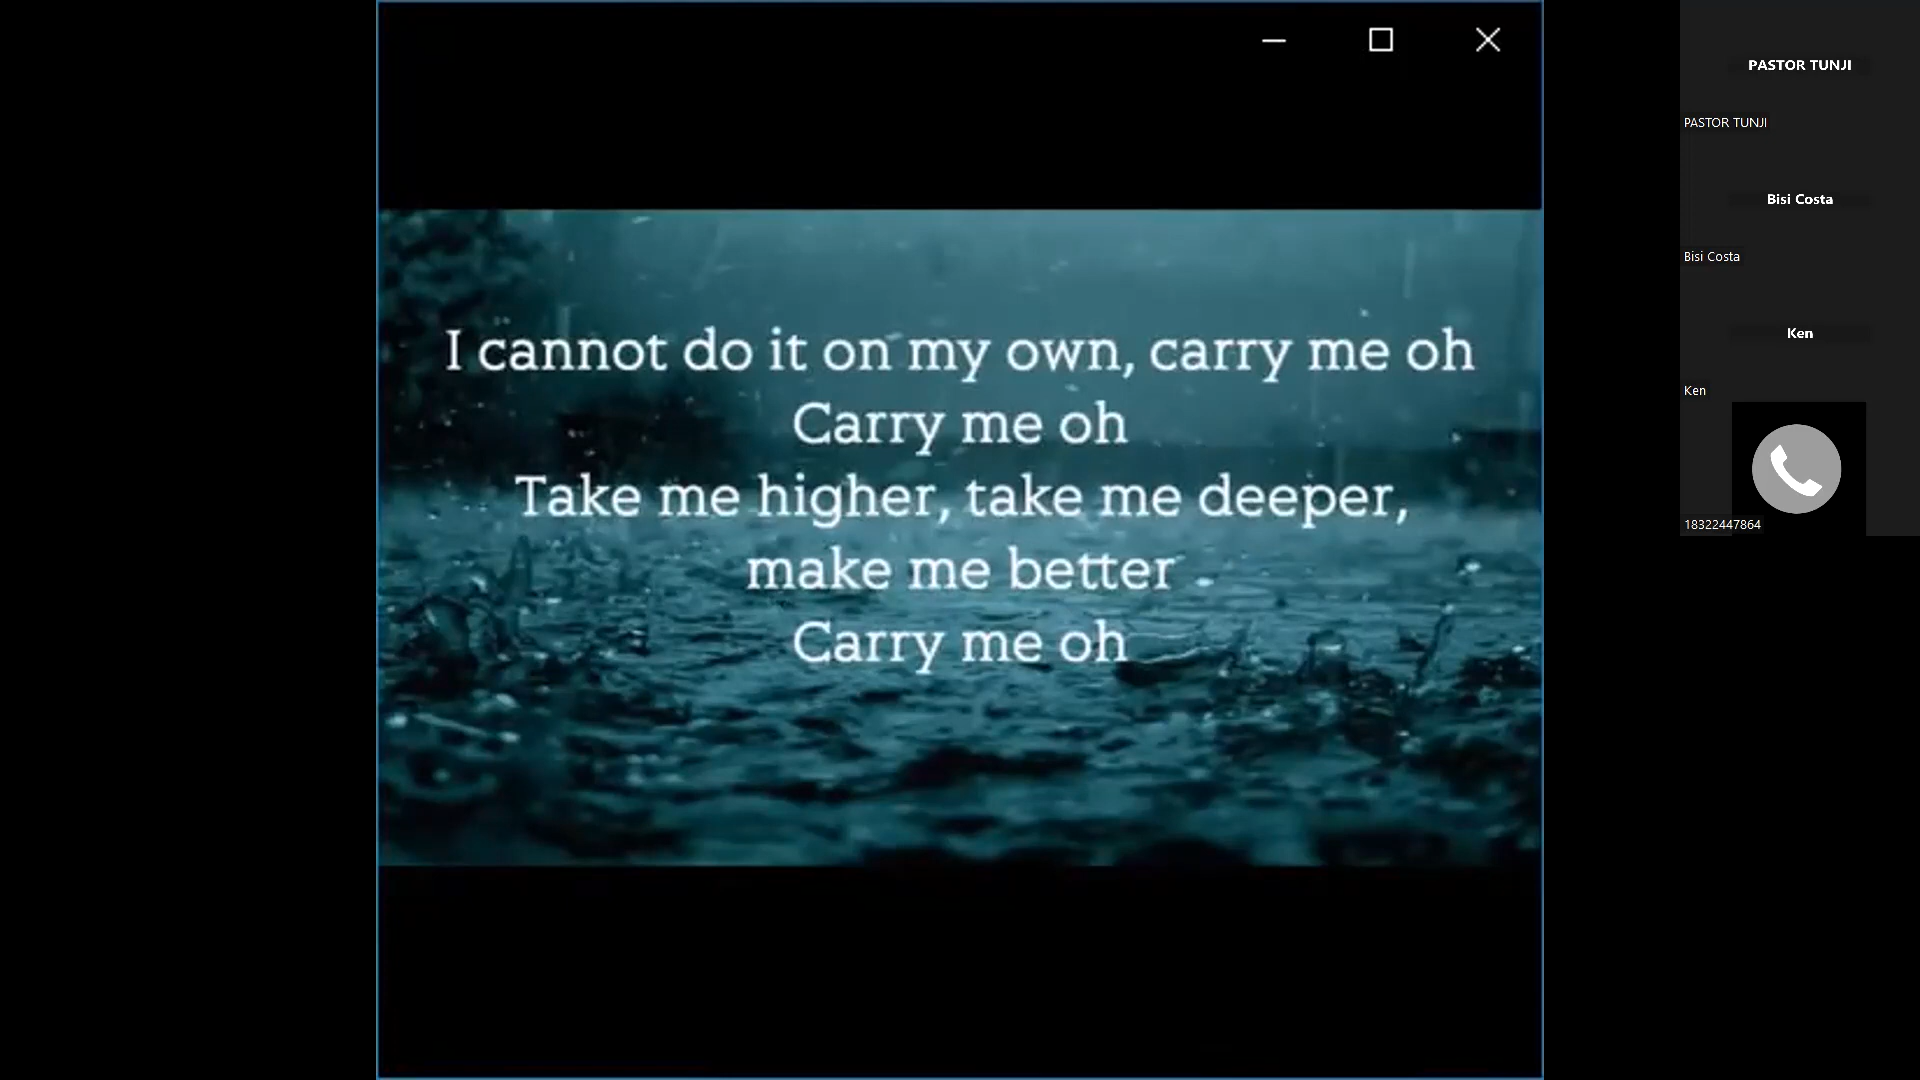 I cannot do it on my own, carry me oh
Carry me oh
Take me higher, take me deeper,
make me better
Carry me oh
PASTOR TUNJI
PASTOR TUNJI
Bisi Costa
Bisi Costa
Ken
Ken
18322447864